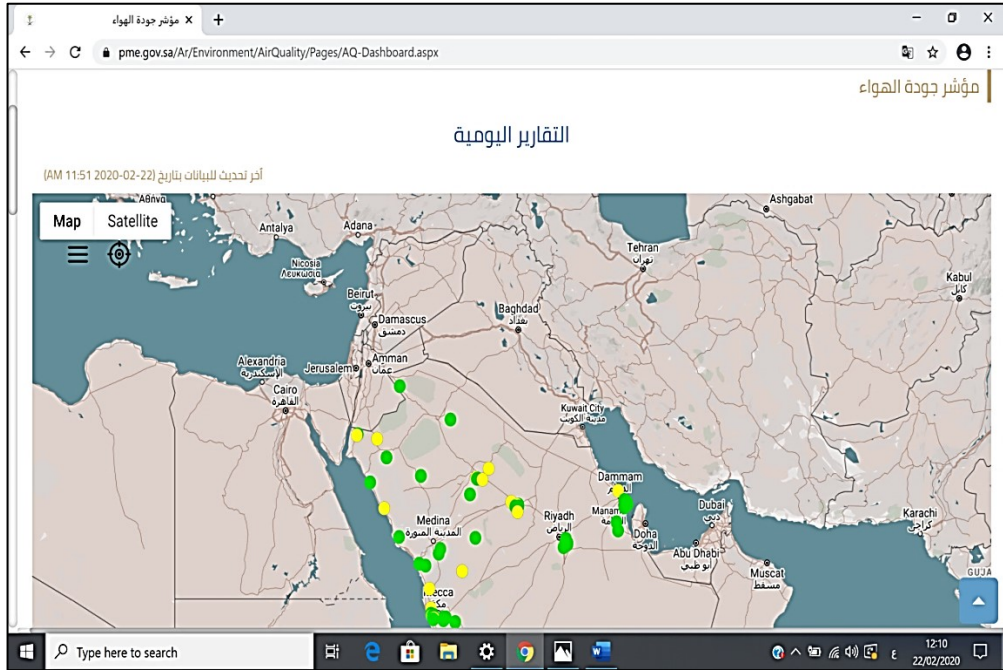 مؤشر جودة الهواء
pme.gov.sa/Ar/Environment/AirQuality/Pages/AQ-Dashboard.aspx
مؤشر جودة الهواء
التقارير اليومية
أخر تحديث للبيانات بتاريخ (22-02-2020 11:51 AM)
Map Satellite
Αθήνα
Antalya
Adana
Ashgabat
Tehran
تهران
Nicosia
Λευκωσία
Kabul
کابل
Beirut
بيروت
Baghdad
بغداد
Damascus
دمشق
Alexandria
الإسكندرية
Jerusalem
Amman
عمان
Cairo
القاهرة
Kuwait City
مدينة الكويت
Dammam
Medina
المدينة المنورة
Riyadh
الرياض
Manama
Doha
الدوحة
Dubai
دبي
Karachi
کراچی
Abu Dhabi
أبو ظبي
Muscat
مسقط
GUJA
Mecca
Type here to search
ع
12:10
22/02/2020